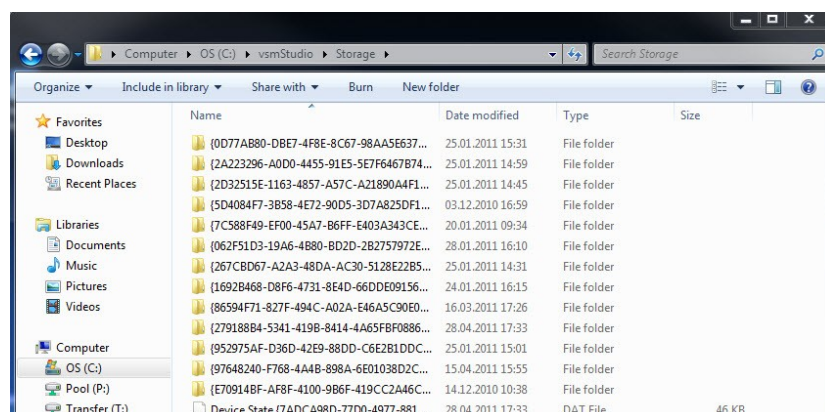 Computer OS (C:) vsmStudio Storage Search Storage
Organize Include in library Share with Burn New folder
Favorites
Desktop
Downloads
Recent Places
Libraries
Documents
Music
Pictures
Videos
Computer
OS (C:)
Pool (P:)
Transfer (T:)
Name Date modified Type Size
{0D77AB80-DBE7-4F8E-8C67-98AA5E637... 25.01.2011 15:31 File folder
{2A223296-A0D0-4455-91E5-5E7F6467B74... 25.01.2011 14:59 File folder
{2D32515E-1163-4857-A57C-A21890A4F1... 25.01.2011 14:45 File folder
{5D4084F7-3B58-4E72-90D5-3D7A825DF1... 03.12.2010 16:59 File folder
{7C588F49-EF00-45A7-B6FF-E403A343CE... 20.01.2011 09:34 File folder
{062F51D3-19A6-4B80-BD2D-2B2757972E... 28.01.2011 16:10 File folder
{267CBD67-A2A3-48DA-AC30-5128E22B5... 25.01.2011 14:31 File folder
{1692B468-D8F6-4731-8E4D-66DDE09156... 24.01.2011 16:15 File folder
{86594F71-827F-494C-A02A-E46A5C90E0... 16.03.2011 17:26 File folder
{279188B4-5341-419B-8414-4A65FBF0886... 28.04.2011 17:33 File folder
{952975AF-D36D-42E9-88DD-C6E2B1DDC... 25.01.2011 15:01 File folder
{97648240-F768-4A4B-898A-6E01038D2C... 15.04.2011 15:55 File folder
{E70914BF-AF8F-4100-9B6F-419CC2A46C... 14.12.2010 10:38 File folder
Device State {7ADCA98D-77D0-4977-881... 28.04.2011 17:33 DAT File 46 KB